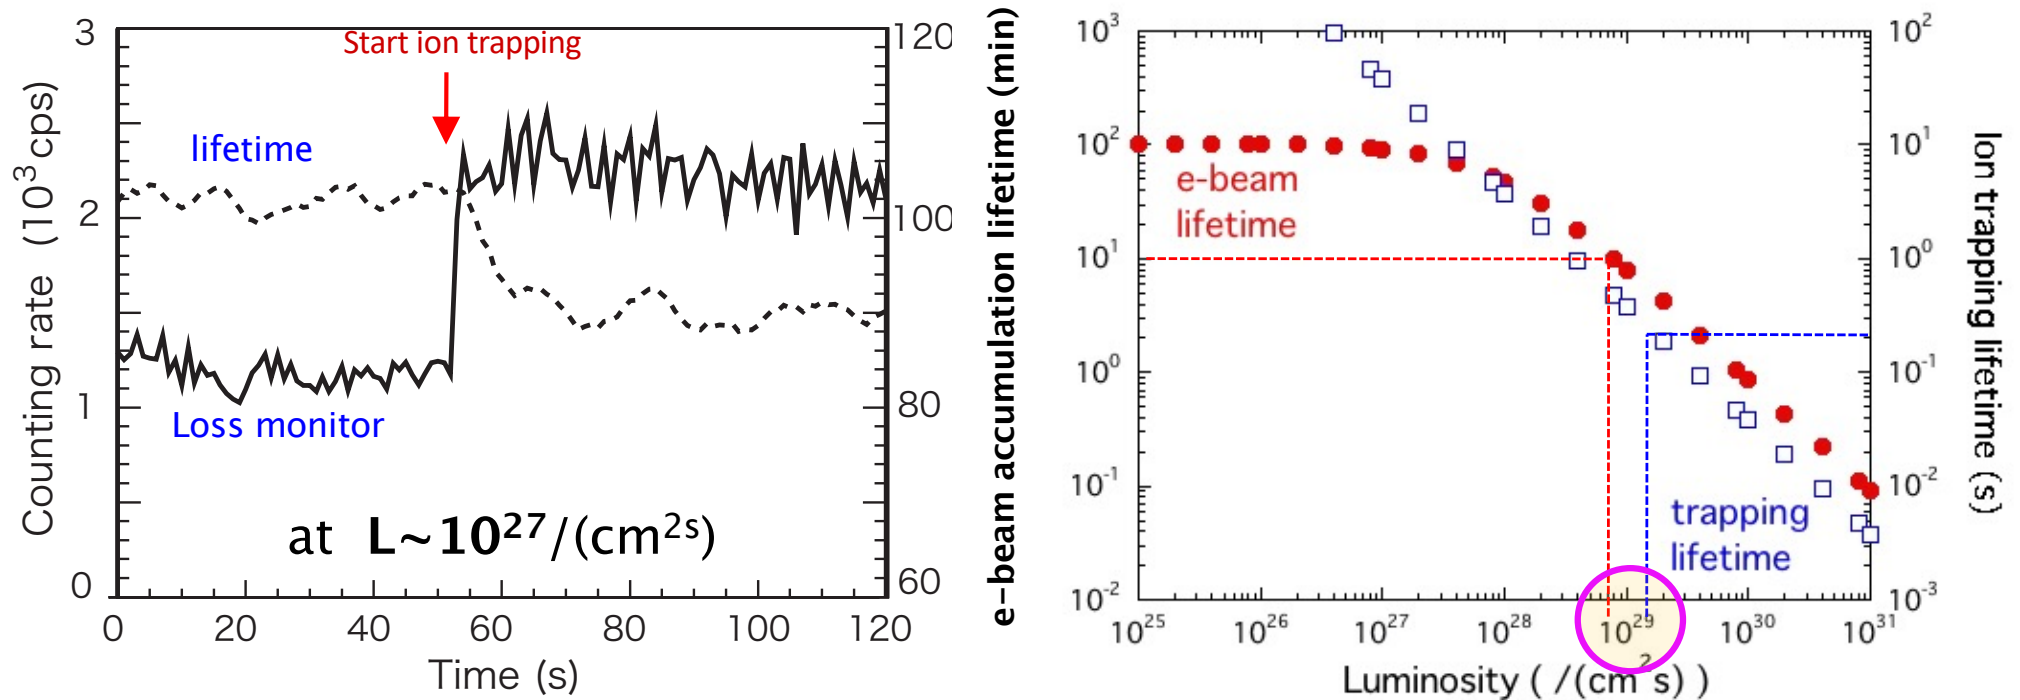 3
2
1
0
Counting rate (10³ cps)
Start ion trapping
lifetime
Loss monitor
at L~10²⁷/(cm²s)
120
100
80
60
0 20 40 60 80 100 120
Time (s)
e-beam accumulation lifetime (min)
10³
10²
10¹
10⁰
10⁻¹
10⁻²
e-beam
lifetime
trapping
lifetime
10²
10¹
10⁰
10⁻¹
10⁻²
10⁻³
Ion trapping lifetime (s)
10²⁵ 10²⁶ 10²⁷ 10²⁸ 10²⁹ 10³⁰ 10³¹
Luminosity ( /(cm²s) )